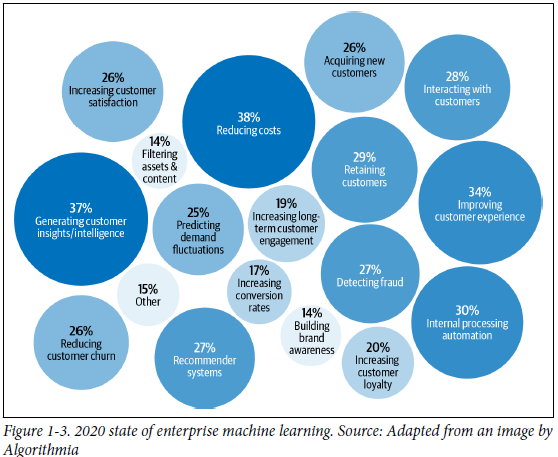 26%
Increasing customer
satisfaction
38%
Reducing costs
26%
Acquiring new
customers
28%
Interacting with
customers
14%
Filtering
assets &
content
29%
Retaining
customers
37%
Generating customer
insights/intelligence
25%
Predicting
demand
fluctuations
19%
Increasing long-
term customer
engagement
34%
Improving
customer experience
15%
Other
17%
Increasing
conversion
rates
27%
Detecting fraud
26%
Reducing
customer churn
27%
Recommender
systems
14%
Building
brand
awareness
20%
Increasing
customer
loyalty
30%
Internal processing
automation
Figure 1-3. 2020 state of enterprise machine learning. Source: Adapted from an image by
Algorithmia